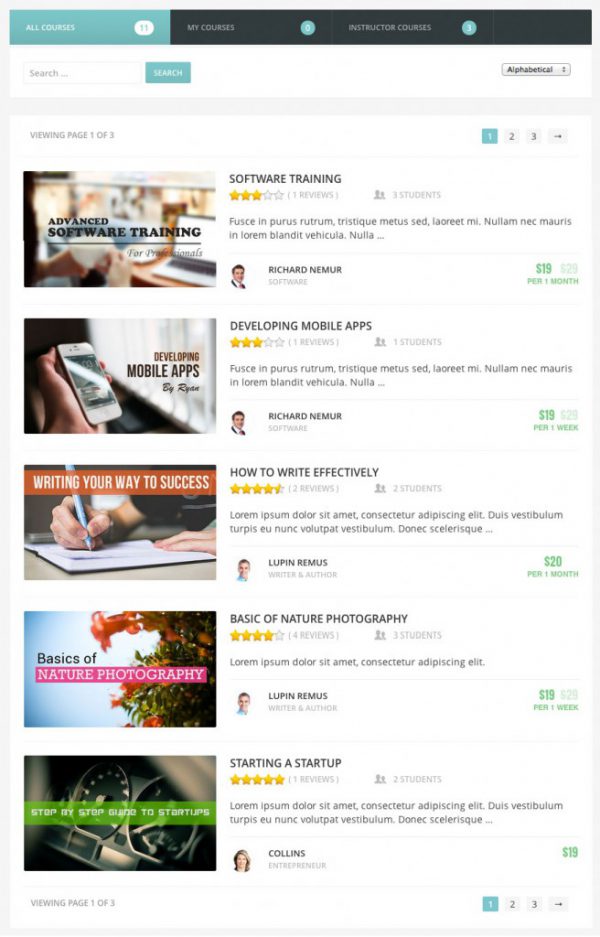 ALL COURSES 11 MY COURSES 0 INSTRUCTOR COURSES 3
Search ... SEARCH Alphabetical
VIEWING PAGE 1 OF 3 1 2 3 →
ADVANCED
SOFTWARE TRAINING
For Professionals
SOFTWARE TRAINING
( 1 REVIEWS ) 3 STUDENTS
Fusce in purus rutrum, tristique metus sed, laoreet mi. Nullam nec mauris
in lorem blandit vehicula. Nulla ...
RICHARD NEMUR $19 $29
SOFTWARE PER 1 MONTH
DEVELOPING
MOBILE APPS
By Ryan
DEVELOPING MOBILE APPS
( 1 REVIEWS ) 1 STUDENTS
Fusce in purus rutrum, tristique metus sed, laoreet mi. Nullam nec mauris
in lorem blandit vehicula. Nulla ...
RICHARD NEMUR $19 $29
SOFTWARE PER 1 WEEK
WRITING YOUR WAY TO SUCCESS
HOW TO WRITE EFFECTIVELY
( 2 REVIEWS ) 2 STUDENTS
Lorem ipsum dolor sit amet, consectetur adipiscing elit. Duis vestibulum
turpis eu nunc volutpat vestibulum. Donec scelerisque ...
LUPIN REMUS $20
WRITER & AUTHOR PER 1 MONTH
Basics of
NATURE PHOTOGRAPHY
BASIC OF NATURE PHOTOGRAPHY
( 4 REVIEWS ) 3 STUDENTS
Lorem ipsum dolor sit amet, consectetur adipiscing elit.
LUPIN REMUS $19 $29
WRITER & AUTHOR PER 1 WEEK
STEP BY STEP GUIDE TO STARTUPS
STARTING A STARTUP
( 1 REVIEWS ) 2 STUDENTS
Lorem ipsum dolor sit amet, consectetur adipiscing elit. Duis vestibulum
turpis eu nunc volutpat vestibulum. Donec scelerisque ...
COLLINS $19
ENTREPRENEUR
VIEWING PAGE 1 OF 3 1 2 3 →